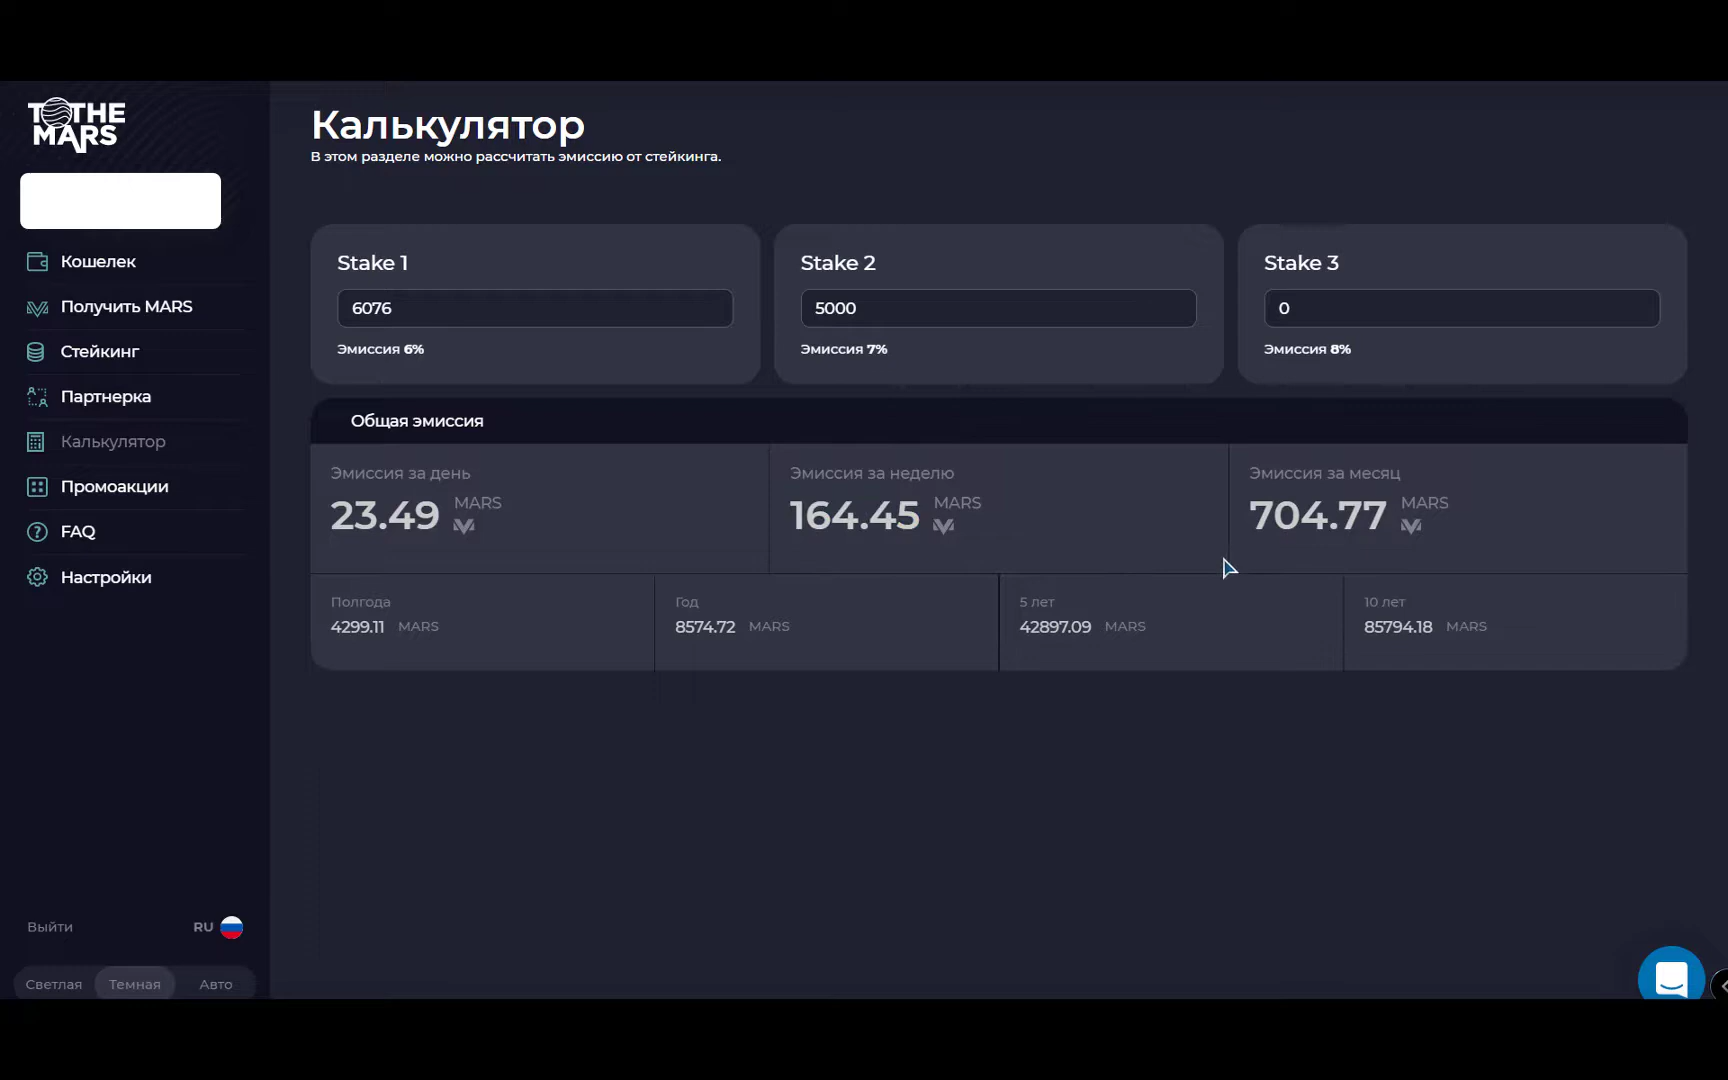 TOTHE
MARS
Кошелек
Получить MARS
Стейкинг
Партнерка
Калькулятор
Промоакции
FAQ
Настройки
Выйти
RU
Светлая
Темная
Авто
Калькулятор
В этом разделе можно рассчитать эмиссию от стейкинга.
Stake 1
6076
Эмиссия 6%
Stake 2
5000
Эмиссия 7%
Stake 3
0
Эмиссия 8%
Общая эмиссия
Эмиссия за день
23.49 MARS
Эмиссия за неделю
164.45 MARS
Эмиссия за месяц
704.77 MARS
Полгода
4299.11 MARS
Год
8574.72 MARS
5 лет
42897.09 MARS
10 лет
85794.18 MARS